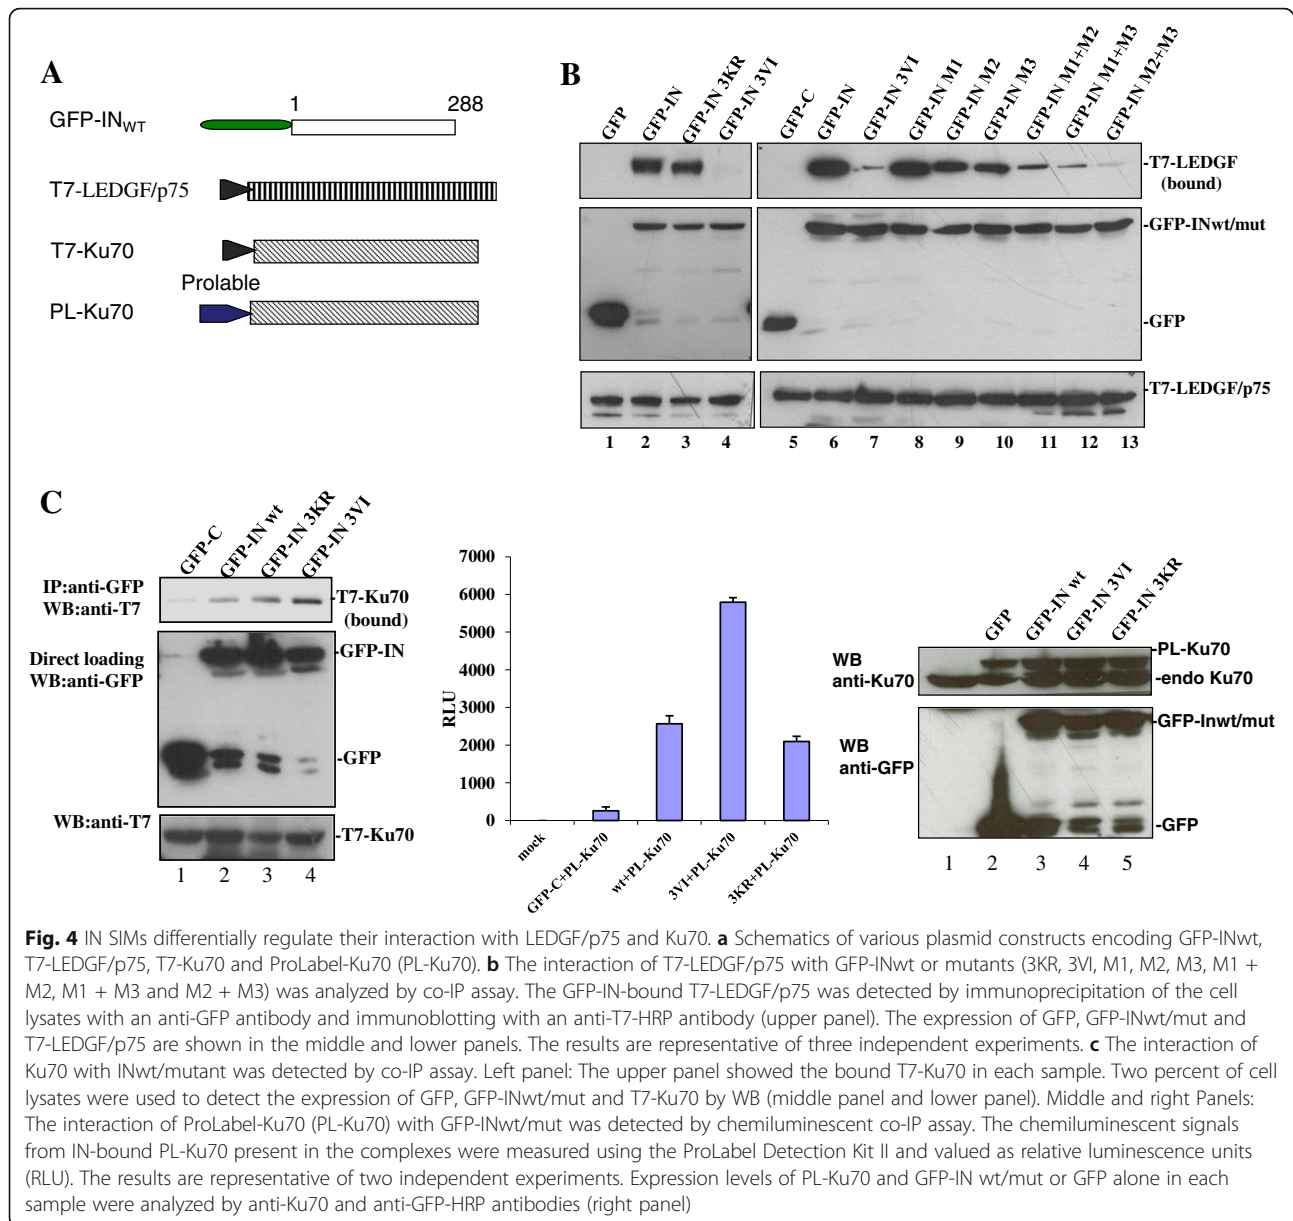 A
GFP-INWT
1
288
T7-LEDGF/p75
T7-Ku70
Prolable
PL-Ku70
B
GFP
GFP-IN
GFP-IN 3KR
GFP-IN 3VI
GFP-C
GFP-IN
GFP-IN 3VI
GFP-IN M1
GFP-IN M2
GFP-IN M3
GFP-IN M1+M2
GFP-IN M1+M3
GFP-IN M2+M3
-T7-LEDGF
(bound)
-GFP-INwt/mut
-GFP
-T7-LEDGF/p75
1 2 3 4 5 6 7 8 9 10 11 12 13
C
GFP-C
GFP-IN wt
GFP-IN 3KR
GFP-IN 3VI
IP:anti-GFP
WB:anti-T7
-T7-Ku70
(bound)
Direct loading
WB:anti-GFP
-GFP-IN
-GFP
WB:anti-T7
-T7-Ku70
1 2 3 4
7000
6000
5000
4000
3000
2000
1000
0
RLU
mock
GFP-C+PL-Ku70
wt+PL-Ku70
3VI+PL-Ku70
3KR+PL-Ku70
GFP
GFP-IN wt
GFP-IN 3VI
GFP-IN 3KR
WB
anti-Ku70
-PL-Ku70
-endo Ku70
WB
anti-GFP
-GFP-Inwt/mut
-GFP
1 2 3 4 5
Fig. 4 IN SIMs differentially regulate their interaction with LEDGF/p75 and Ku70. a Schematics of various plasmid constructs encoding GFP-INwt,
T7-LEDGF/p75, T7-Ku70 and ProLabel-Ku70 (PL-Ku70). b The interaction of T7-LEDGF/p75 with GFP-INwt or mutants (3KR, 3VI, M1, M2, M3, M1 +
M2, M1 + M3 and M2 + M3) was analyzed by co-IP assay. The GFP-IN-bound T7-LEDGF/p75 was detected by immunoprecipitation of the cell
lysates with an anti-GFP antibody and immunoblotting with an anti-T7-HRP antibody (upper panel). The expression of GFP, GFP-INwt/mut and
T7-LEDGF/p75 are shown in the middle and lower panels. The results are representative of three independent experiments. c The interaction of
Ku70 with INwt/mutant was detected by co-IP assay. Left panel: The upper panel showed the bound T7-Ku70 in each sample. Two percent of cell
lysates were used to detect the expression of GFP, GFP-INwt/mut and T7-Ku70 by WB (middle panel and lower panel). Middle and right Panels:
The interaction of ProLabel-Ku70 (PL-Ku70) with GFP-INwt/mut was detected by chemiluminescent co-IP assay. The chemiluminescent signals
from IN-bound PL-Ku70 present in the complexes were measured using the ProLabel Detection Kit II and valued as relative luminescence units
(RLU). The results are representative of two independent experiments. Expression levels of PL-Ku70 and GFP-IN wt/mut or GFP alone in each
sample were analyzed by anti-Ku70 and anti-GFP-HRP antibodies (right panel)